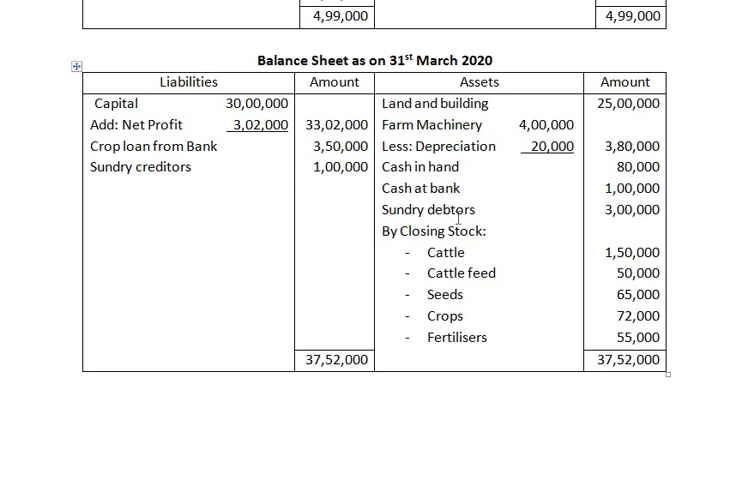 4,99,000 4,99,000
Balance Sheet as on 31st March 2020
Liabilities Amount Assets Amount
Capital 30,00,000 Land and building 25,00,000
Add: Net Profit 3,02,000 33,02,000 Farm Machinery 4,00,000
Crop loan from Bank 3,50,000 Less: Depreciation 20,000 3,80,000
Sundry creditors 1,00,000 Cash in hand 80,000
Cash at bank 1,00,000
Sundry debtors 3,00,000
By Closing Stock:
- Cattle 1,50,000
- Cattle feed 50,000
- Seeds 65,000
- Crops 72,000
- Fertilisers 55,000
37,52,000 37,52,000